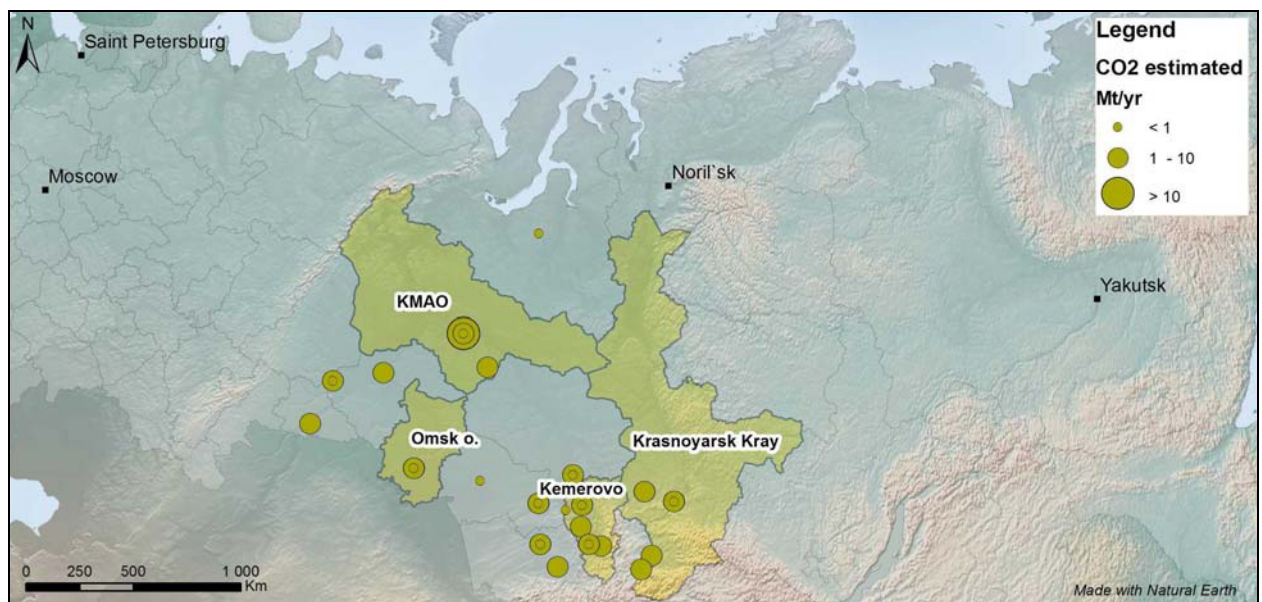 N
Saint Petersburg
Legend
CO2 estimated
Mt/yr
< 1
1 - 10
> 10
Moscow
Noril`sk
Yakutsk
KMAO
Omsk o.
Krasnoyarsk Kray
Kemerovo
0 250 500 1 000
Km
Made with Natural Earth